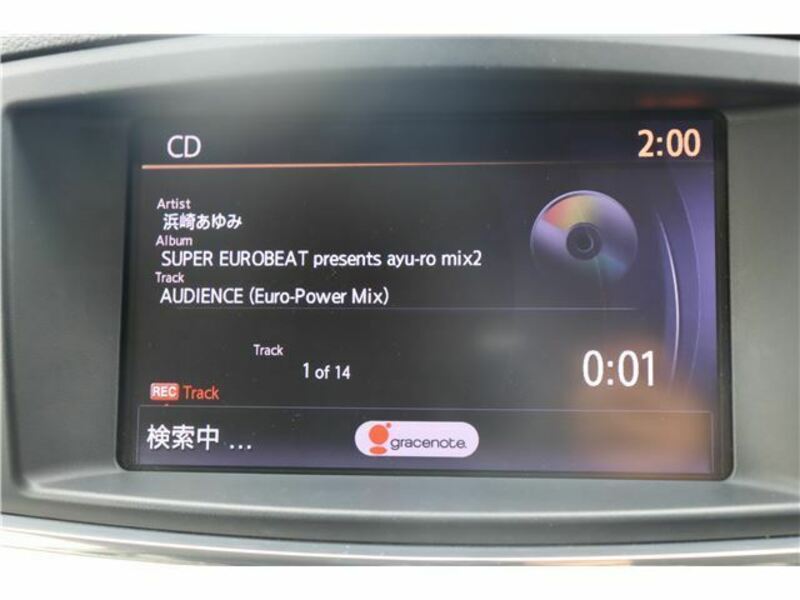 CD
2:00
Artist
浜崎あゆみ
Album
SUPER EUROBEAT presents ayu-ro mix2
Track
AUDIENCE (Euro-Power Mix)
Track
1 of 14
0:01
REC Track
検索中 ...
gracenote.